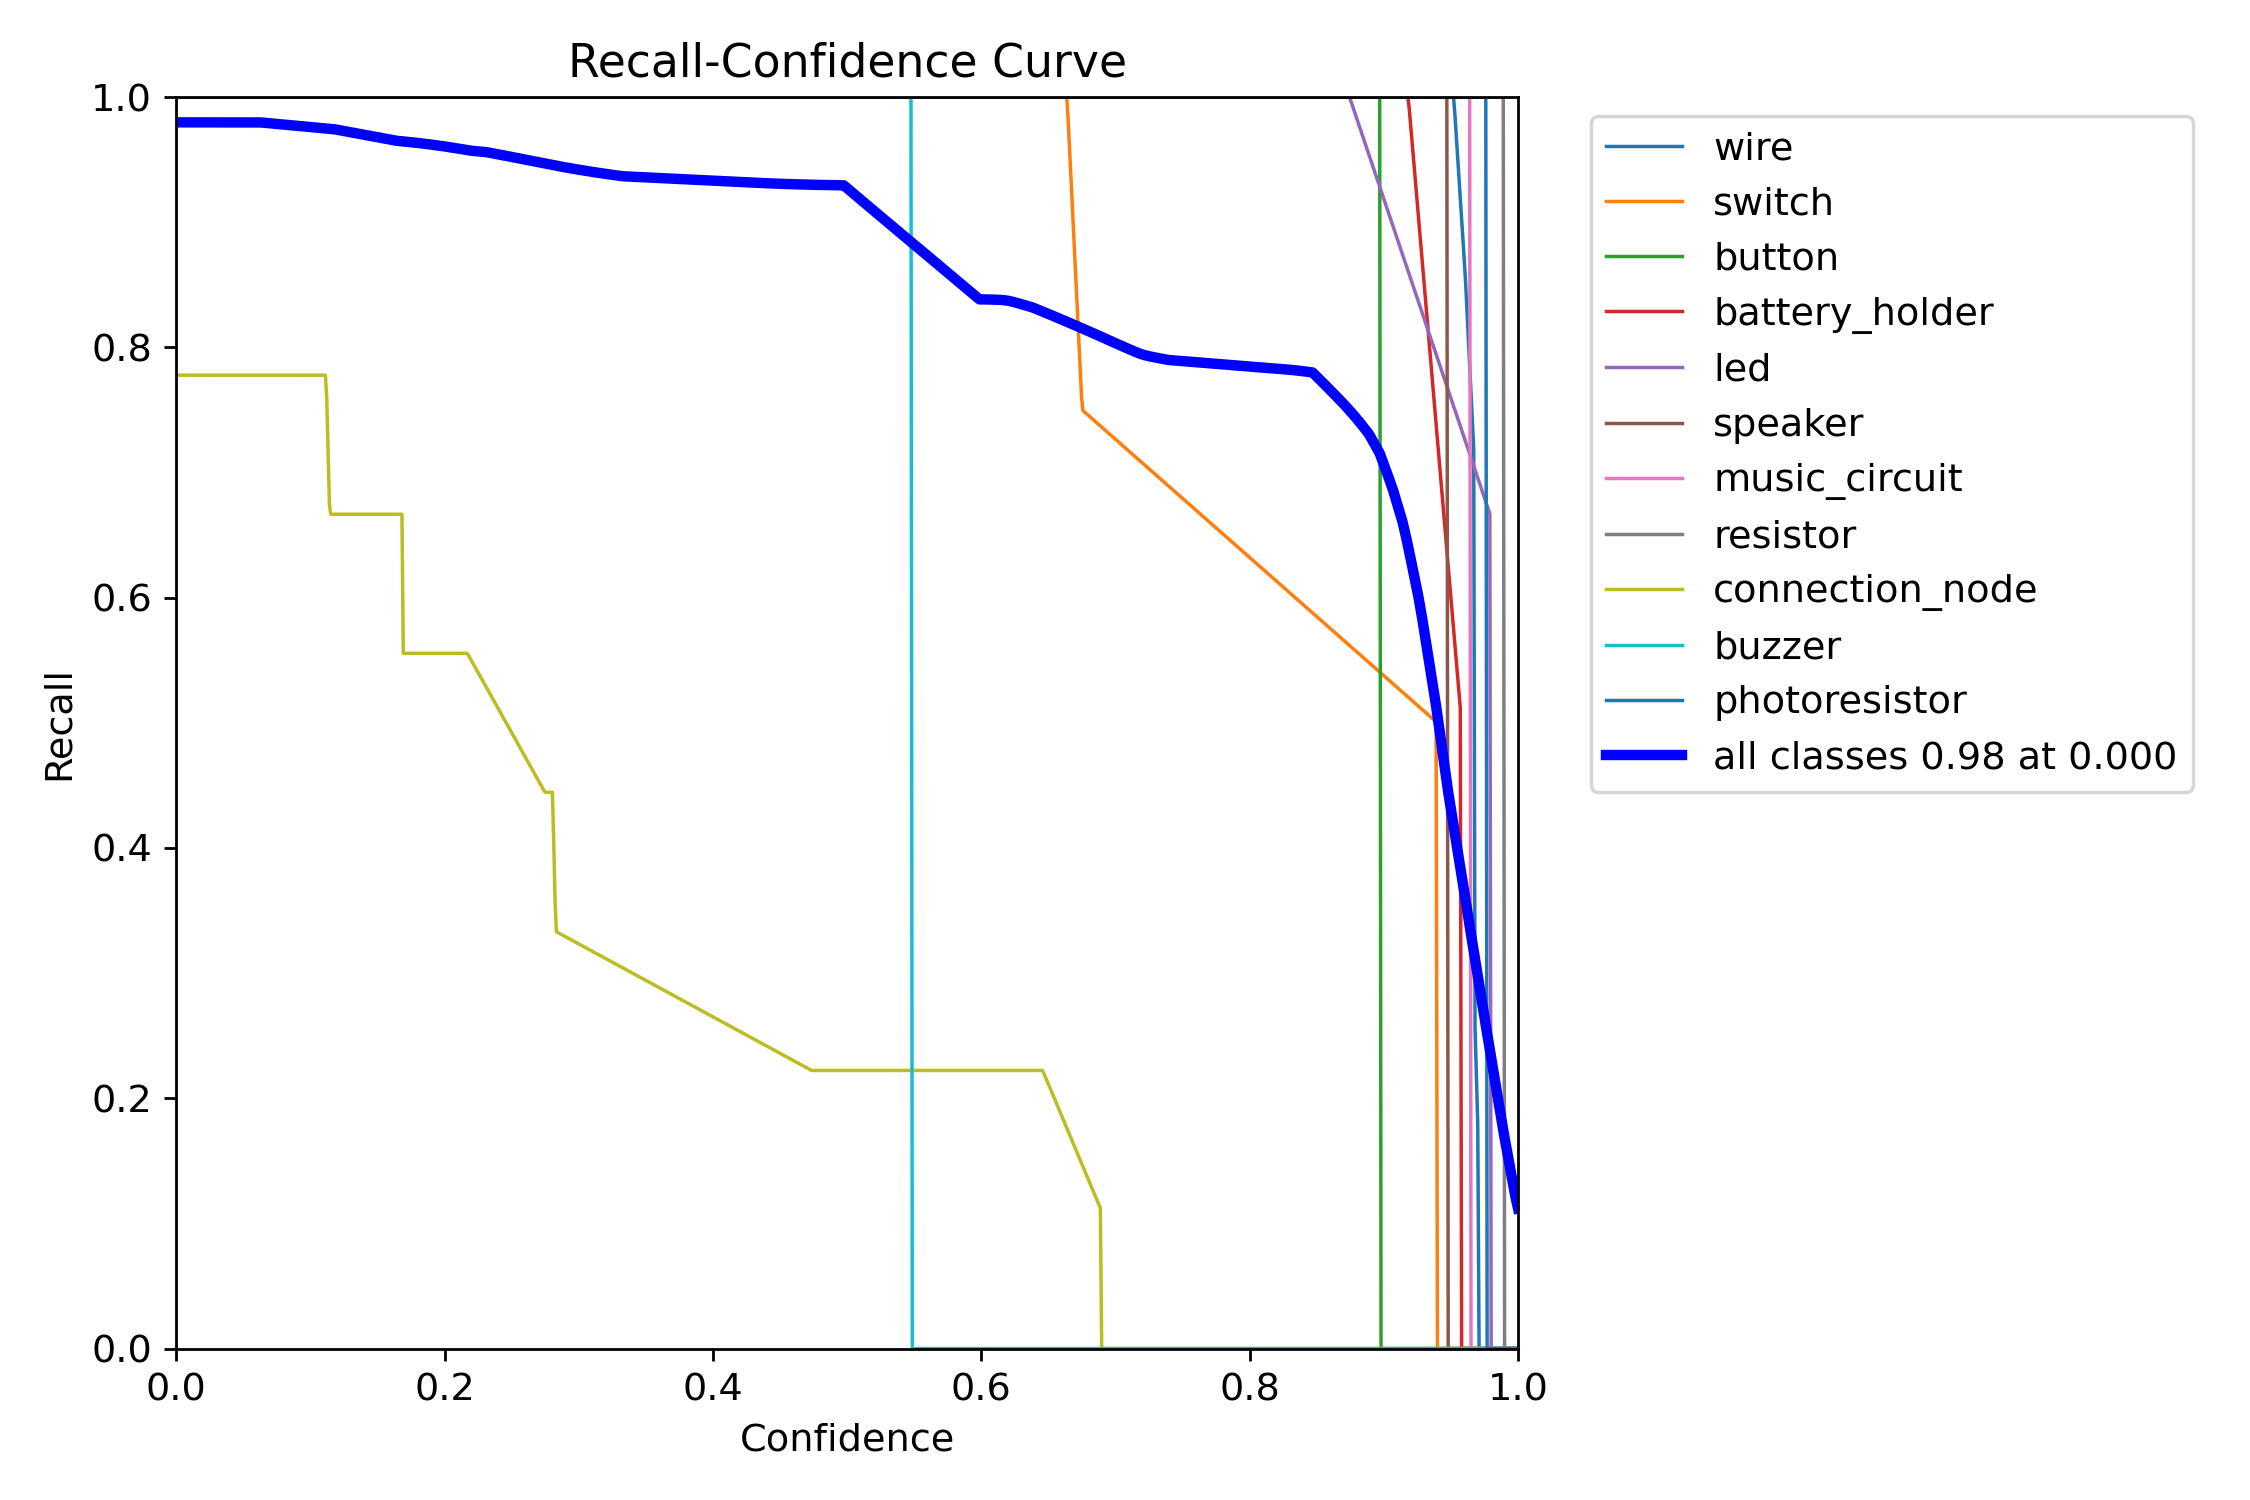 Recall-Confidence Curve
1.0
0.8
0.6
0.4
0.2
0.0
Recall
0.0 0.2 0.4 0.6 0.8 1.0
Confidence
wire
switch
button
battery_holder
led
speaker
music_circuit
resistor
connection_node
buzzer
photoresistor
all classes 0.98 at 0.000